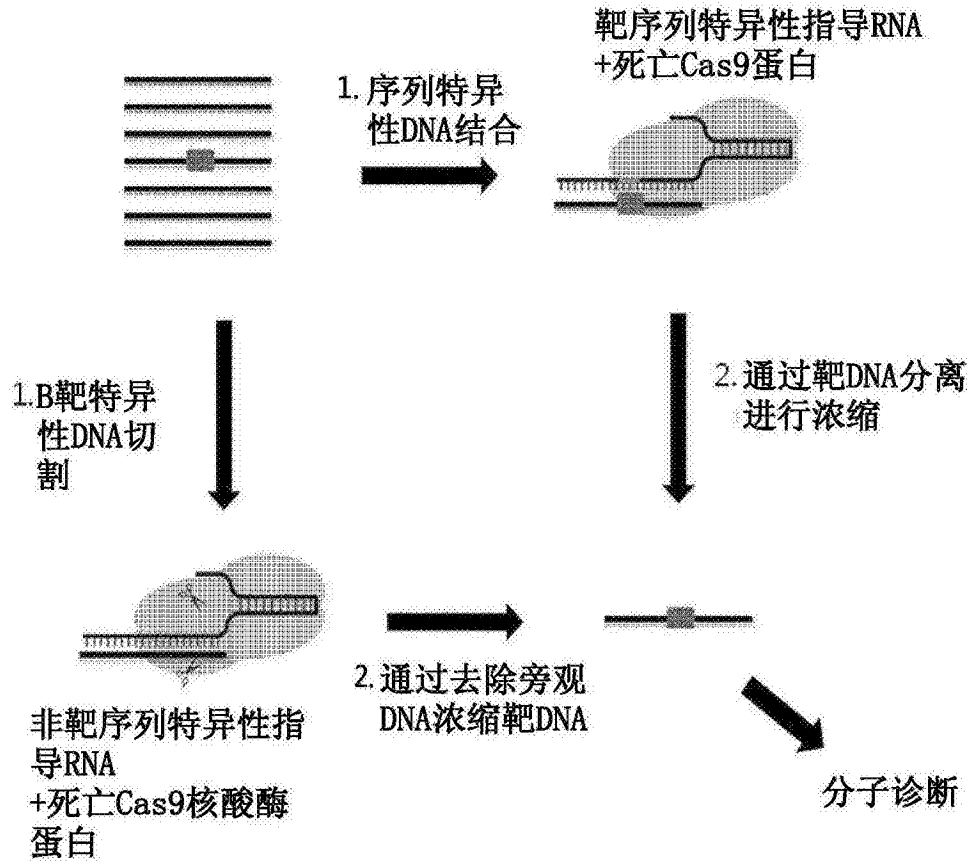 靶序列特异性指导RNA
+死亡Cas9蛋白
1. 序列特异
性DNA结合
1.B靶特异
性DNA切
割
2. 通过靶DNA分离
进行浓缩
2. 通过去除旁观
DNA浓缩靶DNA
非靶序列特异性指
导RNA
+死亡Cas9核酸酶
蛋白
分子诊断